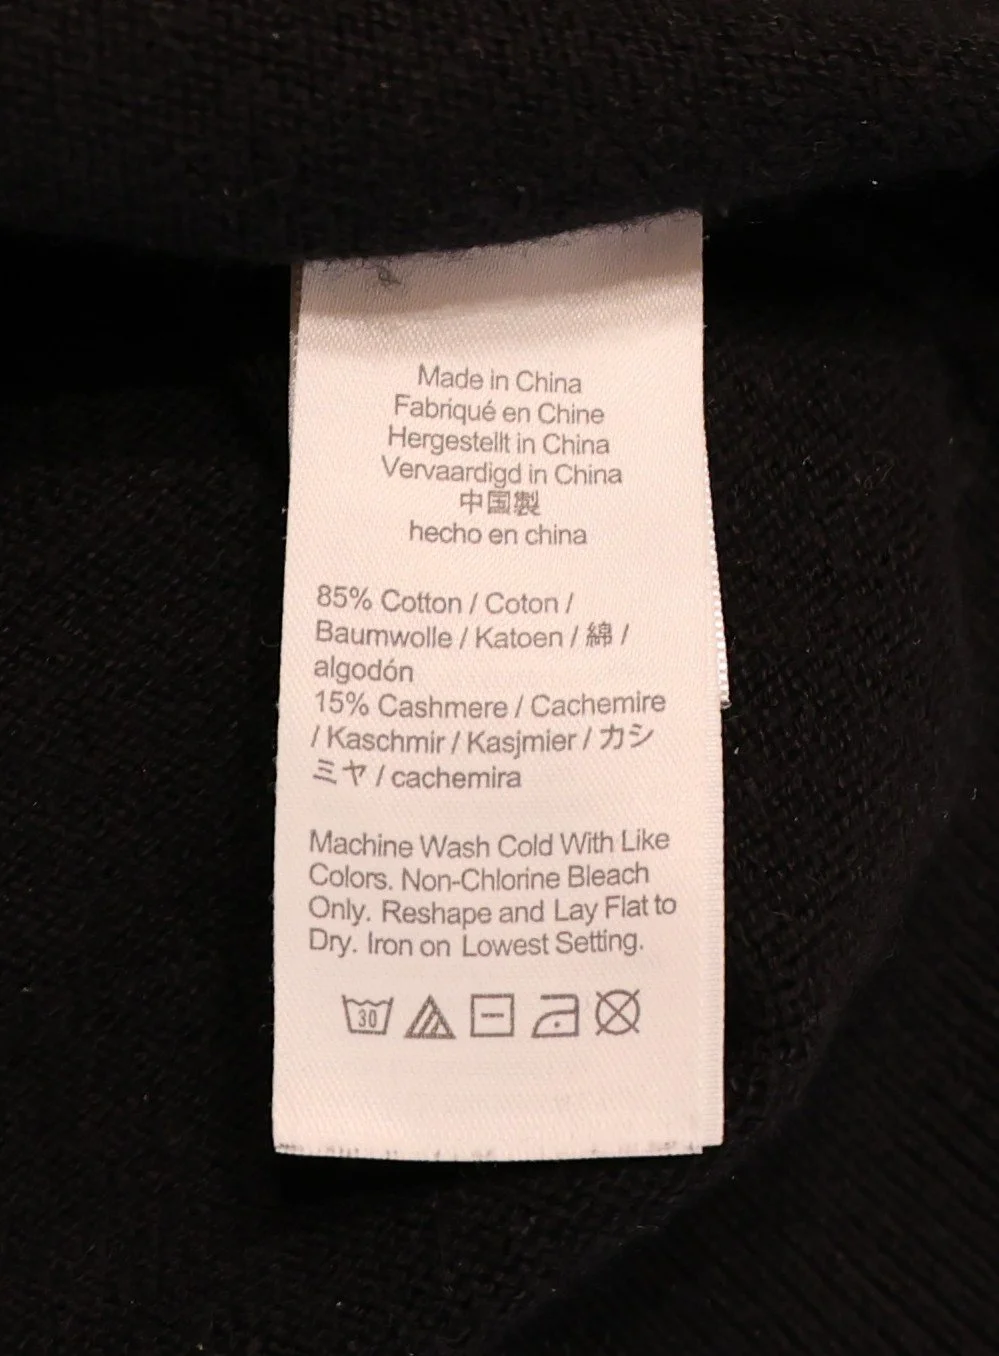 Made in China
Fabriqué en Chine
Hergestellt in China
Vervaardigd in China
中国製
hecho en china
85% Cotton / Coton /
Baumwolle / Katoen / 綿 /
algodón
15% Cashmere / Cachemire
/ Kaschmir / Kasjmier / カシ
ミヤ / cachemira
Machine Wash Cold With Like
Colors. Non-Chlorine Bleach
Only. Reshape and Lay Flat to
Dry. Iron on Lowest Setting.
30